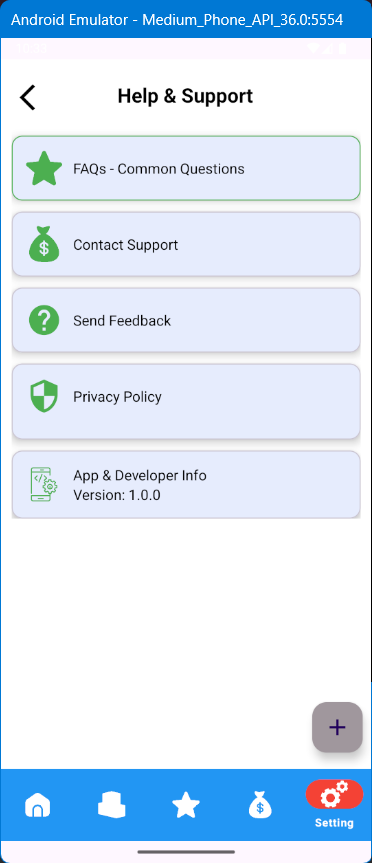 Android Emulator - Medium_Phone_API_36.0:5554
Help & Support
FAQs - Common Questions
$
Contact Support
?
Send Feedback
Privacy Policy
</>
App & Developer Info
Version: 1.0.0
+
$
Setting